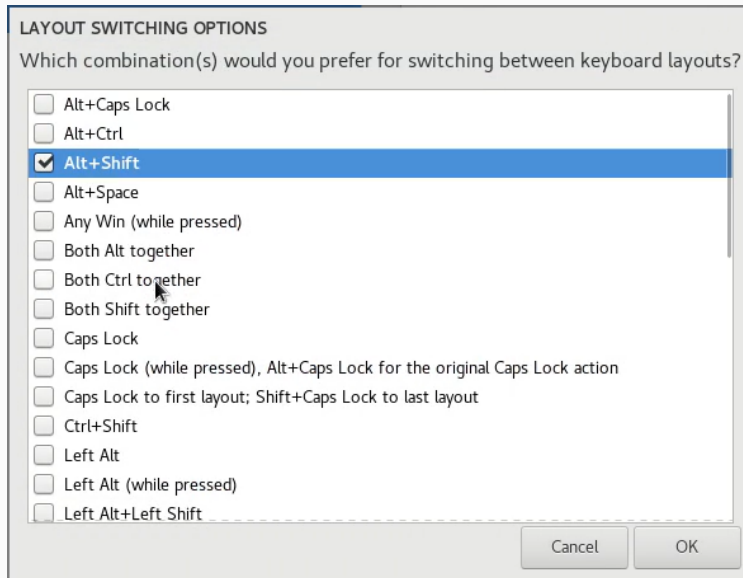 LAYOUT SWITCHING OPTIONS
Which combination(s) would you prefer for switching between keyboard layouts?
Alt+Caps Lock
Alt+Ctrl
Alt+Shift
Alt+Space
Any Win (while pressed)
Both Alt together
Both Ctrl together
Both Shift together
Caps Lock
Caps Lock (while pressed), Alt+Caps Lock for the original Caps Lock action
Caps Lock to first layout; Shift+Caps Lock to last layout
Ctrl+Shift
Left Alt
Left Alt (while pressed)
Left Alt+Left Shift
Cancel OK